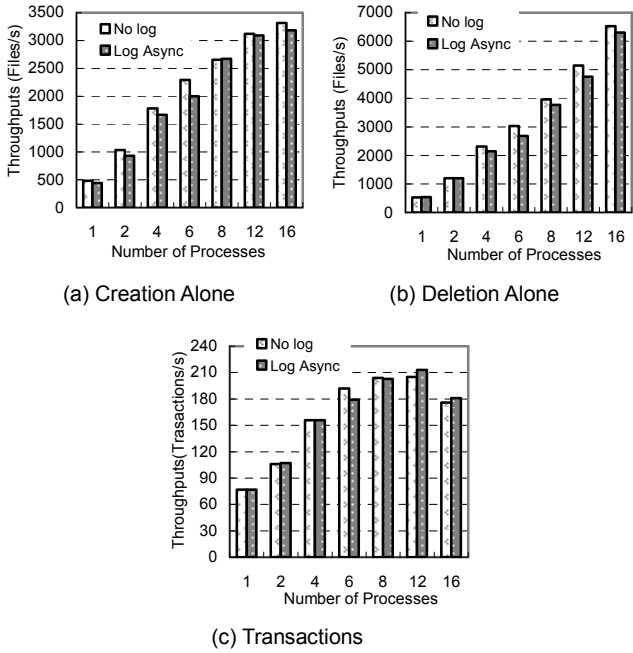 Throughputs (Files/s)
3500
3000
2500
2000
1500
1000
500
0
No log
Log Async
1 2 4 6 8 12 16
Number of Processes
(a) Creation Alone
Throughputs (Files/s)
7000
6000
5000
4000
3000
2000
1000
0
No log
Log Async
1 2 4 6 8 12 16
Number of Processes
(b) Deletion Alone
Throughputs(Trasactions/s)
240
210
180
150
120
90
60
30
0
No log
Log Async
1 2 4 6 8 12 16
Number of Processes
(c) Transactions